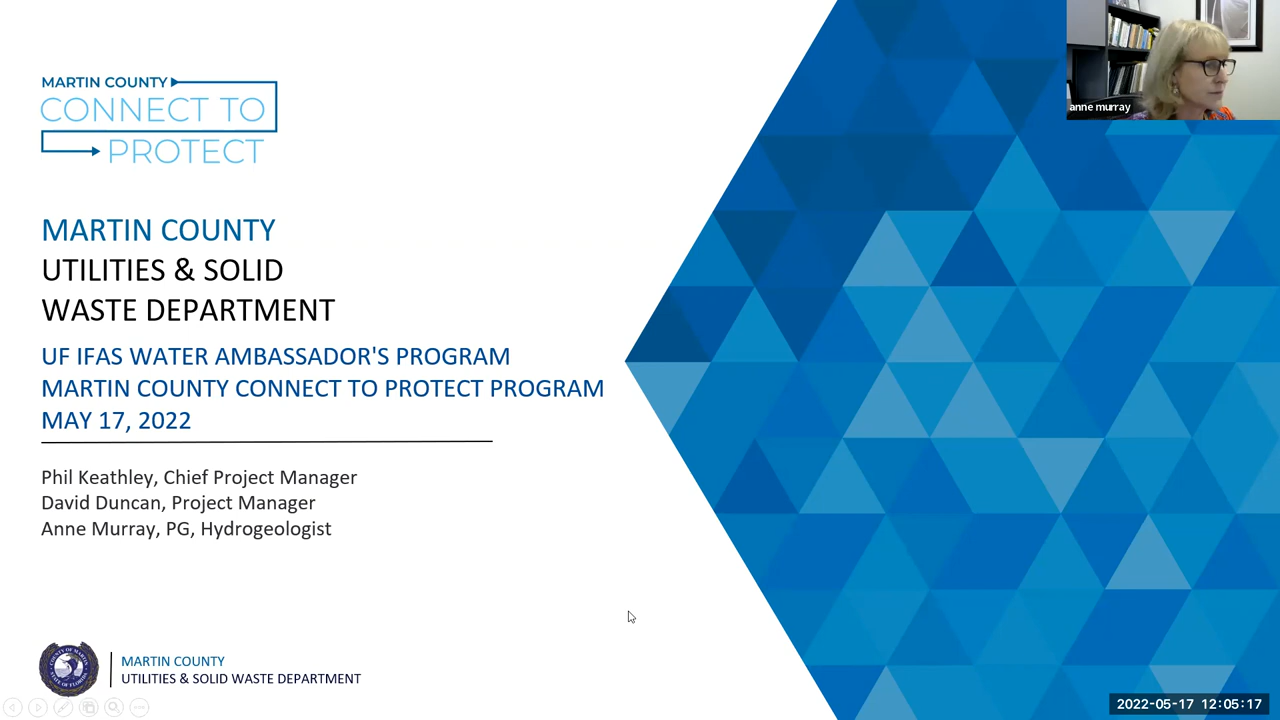 MARTIN COUNTY
CONNECT TO
PROTECT
anne murray
MARTIN COUNTY
UTILITIES & SOLID
WASTE DEPARTMENT
UF IFAS WATER AMBASSADOR'S PROGRAM
MARTIN COUNTY CONNECT TO PROTECT PROGRAM
MAY 17, 2022
Phil Keathley, Chief Project Manager
David Duncan, Project Manager
Anne Murray, PG, Hydrogeologist
MARTIN COUNTY
UTILITIES & SOLID WASTE DEPARTMENT
2022-05-17 12:05:17